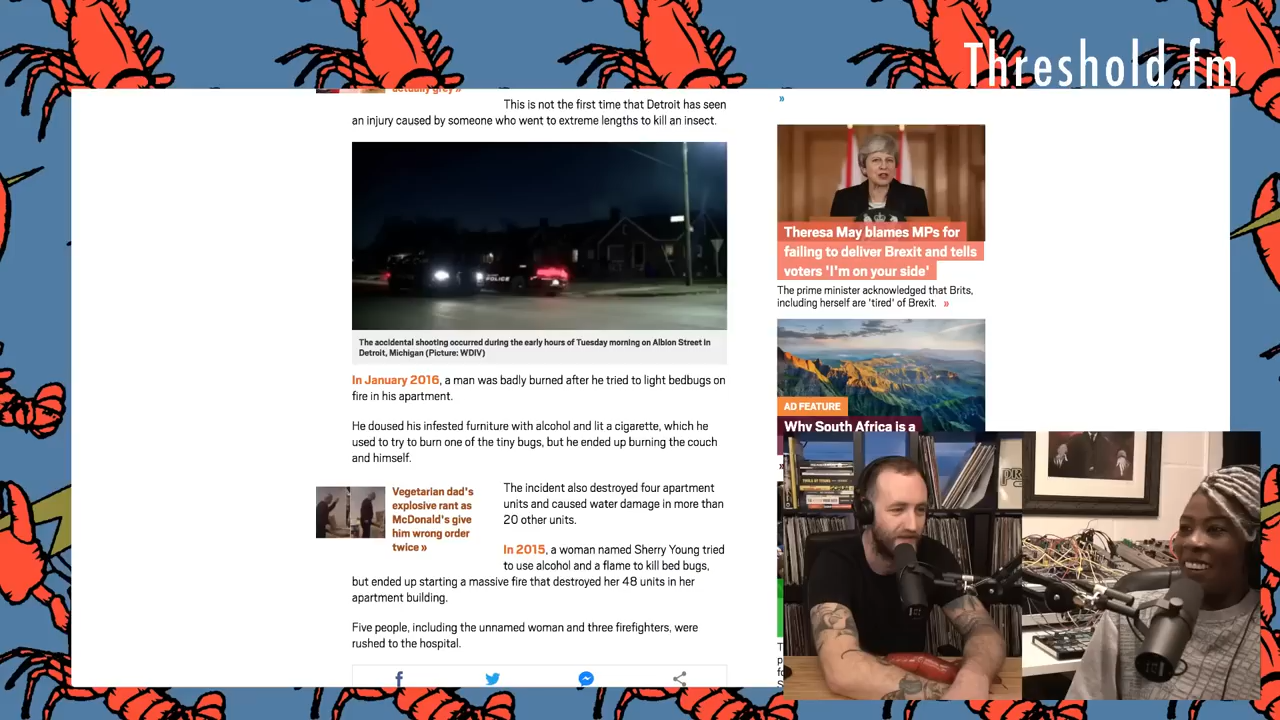 Threshold.fm
This is not the first time that Detroit has seen
an injury caused by someone who went to extreme lengths to kill an insect.
POLICE
The accidental shooting occurred during the early hours of Tuesday morning on Albion Street in
Detroit, Michigan (Picture: WDIV)
In January 2016, a man was badly burned after he tried to light bedbugs on
fire in his apartment.
He doused his infested furniture with alcohol and lit a cigarette, which he
used to try to burn one of the tiny bugs, but he ended up burning the couch
and himself.
Vegetarian dad's
explosive rant as
McDonald's give
him wrong order
twice »
The incident also destroyed four apartment
units and caused water damage in more than
20 other units.
In 2015, a woman named Sherry Young tried
to use alcohol and a flame to kill bed bugs,
but ended up starting a massive fire that destroyed her 48 units in her
apartment building.
Five people, including the unnamed woman and three firefighters, were
rushed to the hospital.
»
Theresa May blames MPs for
failing to deliver Brexit and tells
voters 'I'm on your side'
The prime minister acknowledged that Brits,
including herself are 'tired' of Brexit. »
AD FEATURE
Why South Africa is a
»